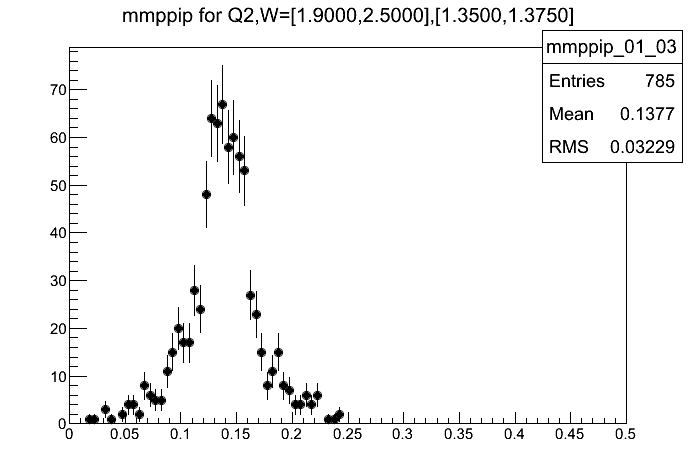 mmppip for Q2,W=[1.9000,2.5000],[1.3500,1.3750]
mmppip_01_03
Entries 785
Mean 0.1377
RMS 0.03229
70
60
50
40
30
20
10
0
0 0.05 0.1 0.15 0.2 0.25 0.3 0.35 0.4 0.45 0.5